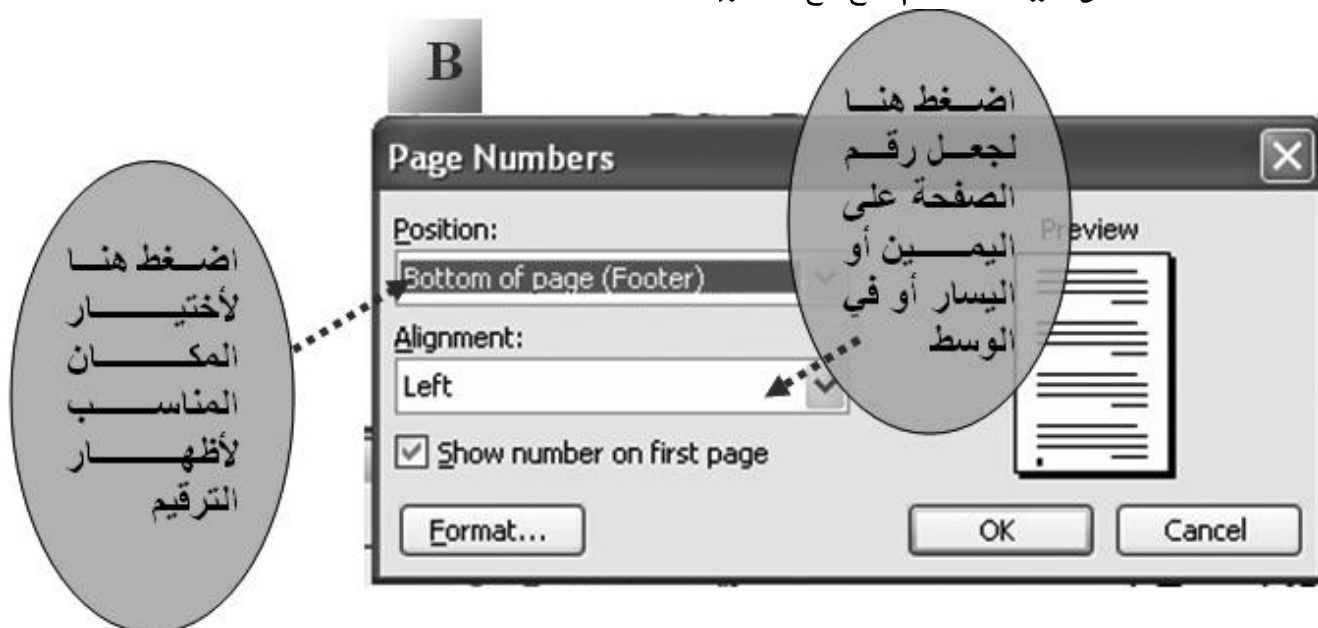 B
Page Numbers
Position:
Bottom of page (Footer)
Alignment:
Left
Show number on first page
Format...
OK
Cancel
Preview
اضغط هنا
لجعل رقم
الصفحة على
اليمين أو
اليسار أو في
الوسط
اضغط هنا
لأختيار
المكان
المناسب
لأظهار
الترقيم